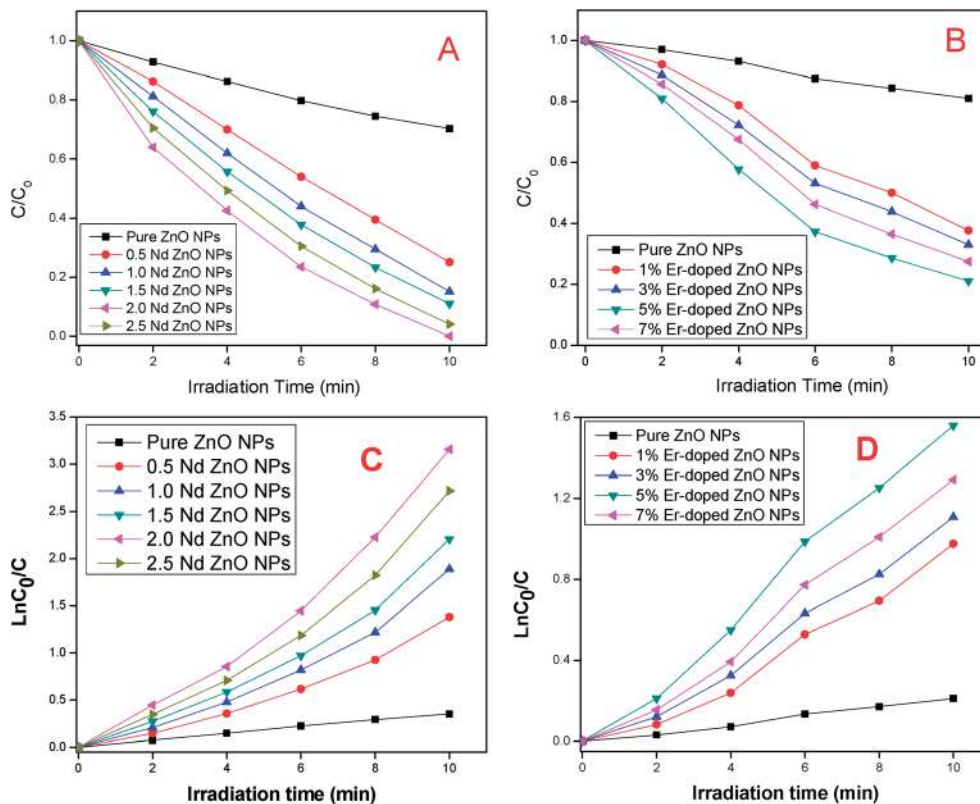 A
1.0
0.8
0.6
0.4
0.2
0.0
C/C0
Pure ZnO NPs
0.5 Nd ZnO NPs
1.0 Nd ZnO NPs
1.5 Nd ZnO NPs
2.0 Nd ZnO NPs
2.5 Nd ZnO NPs
0 2 4 6 8 10
Irradiation Time (min)
B
1.0
0.8
0.6
0.4
0.2
0.0
C/C0
Pure ZnO NPs
1% Er-doped ZnO NPs
3% Er-doped ZnO NPs
5% Er-doped ZnO NPs
7% Er-doped ZnO NPs
0 2 4 6 8 10
Irradiation Time (min)
C
3.5
3.0
2.5
2.0
1.5
1.0
0.5
0.0
LnC0/C
Pure ZnO NPs
0.5 Nd ZnO NPs
1.0 Nd ZnO NPs
1.5 Nd ZnO NPs
2.0 Nd ZnO NPs
2.5 Nd ZnO NPs
0 2 4 6 8 10
Irradiation time (min)
D
1.6
1.2
0.8
0.4
0.0
LnC0/C
Pure ZnO NPs
1% Er-doped ZnO NPs
3% Er-doped ZnO NPs
5% Er-doped ZnO NPs
7% Er-doped ZnO NPs
0 2 4 6 8 10
Irradiation time (min)